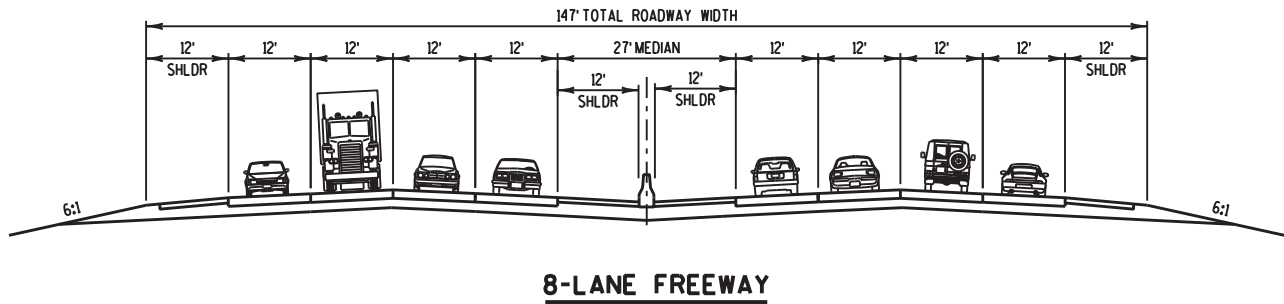 147' TOTAL ROADWAY WIDTH
12' 12' 12' 12' 12' 27' MEDIAN 12' 12' 12' 12' 12'
SHLDR SHLDR
12' 12'
SHLDR SHLDR
6:1 6:1
8-LANE FREEWAY